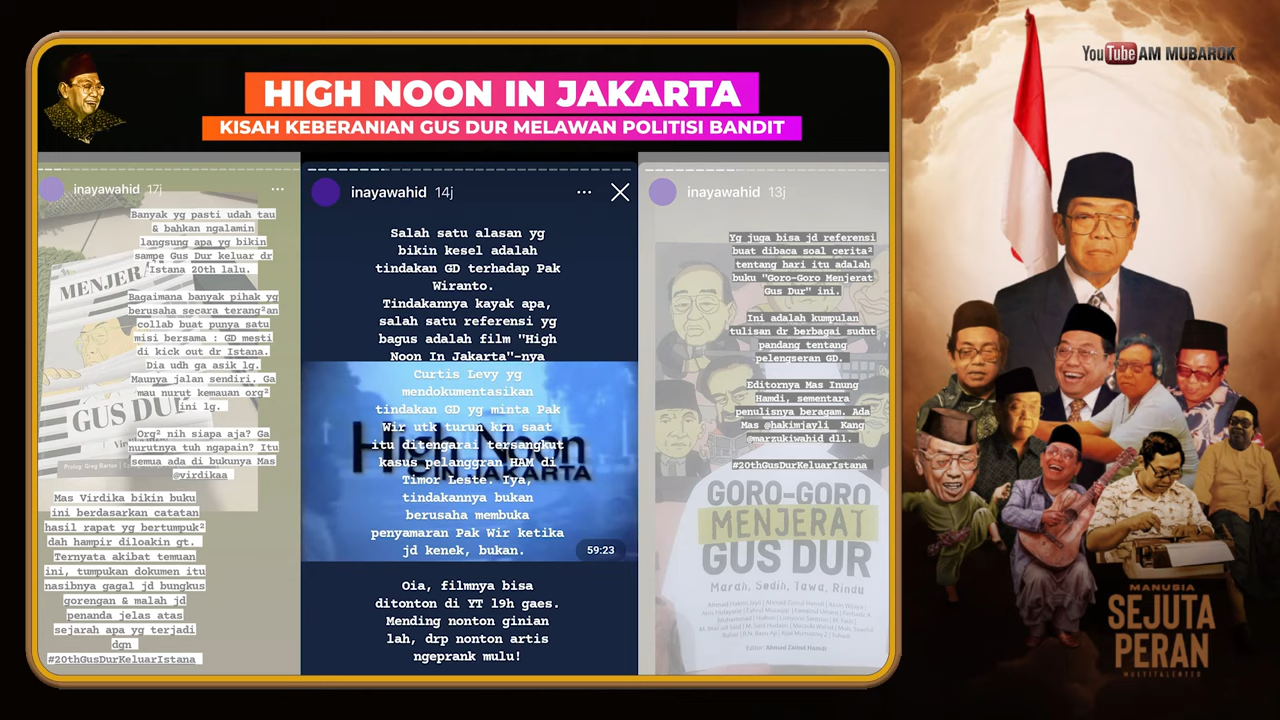 HIGH NOON IN JAKARTA
KISAH KEBERANIAN GUS DUR MELAWAN POLITISI BANDIT
YouTube AM MUBAROK
inayawahid 17j
Banyak yg pasti udah tau
& bahkan ngalamin
langsung apa yg bikin
sampe Gus Dur keluar dr
Istana 20th lalu.
Bagaimana banyak pihak yg
berusaha secara terang²an
collab buat punya satu
misi bersama : GD mesti
di kick out dr Istana.
Dia udh ga asik lg.
Maunya jalan sendiri. Ga
mau nurut kemauan org²
ini lg.
Org² nih siapa aja? Ga
nurutnya tuh ngapain? Itu
semua ada di bukunya Mas
@virdikaa
Mas Virdika bikin buku
ini berdasarkan catatan
hasil rapat yg bertumpuk²
dah hampir diloakin gt.
Ternyata akibat temuan
ini, tumpukan dokumen itu
nasibnya gagal jd bungkus
gorengan & malah jd
penanda jelas atas
sejarah apa yg terjadi
dgn
#20thGusDurKeluarIstana
MENJER
GUS DUR
inayawahid 14j
Salah satu alasan yg
bikin kesel adalah
tindakan GD terhadap Pak
Wiranto.
Tindakannya kayak apa,
salah satu referensi yg
bagus adalah film "High
Noon In Jakarta"-nya
Curtis Levy yg
mendokumentasikan
tindakan GD yg minta Pak
Wir utk turun krn saat
itu ditengarai tersangkut
kasus pelanggran HAM di
Timor Leste. Iya,
tindakannya bukan
berusaha membuka
penyamaran Pak Wir ketika
jd kenek, bukan.
59:23
Oia, filmnya bisa
ditonton di YT 19h gaes.
Mending nonton ginian
lah, drp nonton artis
ngeprank mulu!
inayawahid 13j
Yg juga bisa jd referensi
buat dibaca soal cerita²
tentang hari itu adalah
buku "Goro-Goro Menjerat
Gus Dur" ini.
Ini adalah kumpulan
tulisan dr berbagai sudut
pandang tentang
pelengseran GD.
Editornya Mas Inung
Hamdi, sementara
penulisnya beragam. Ada
Mas @hakimjayli Kang
@marzukiwahid dll.
#20thGusDurKeluarIstana
GORO-GORO
MENJERAT
GUS DUR
Marah, Sedih, Tawa, Rindu
Editor: Ahmad Zainul Hamdi
MANUSIA
SEJUTA
PERAN
MULTITALENTED